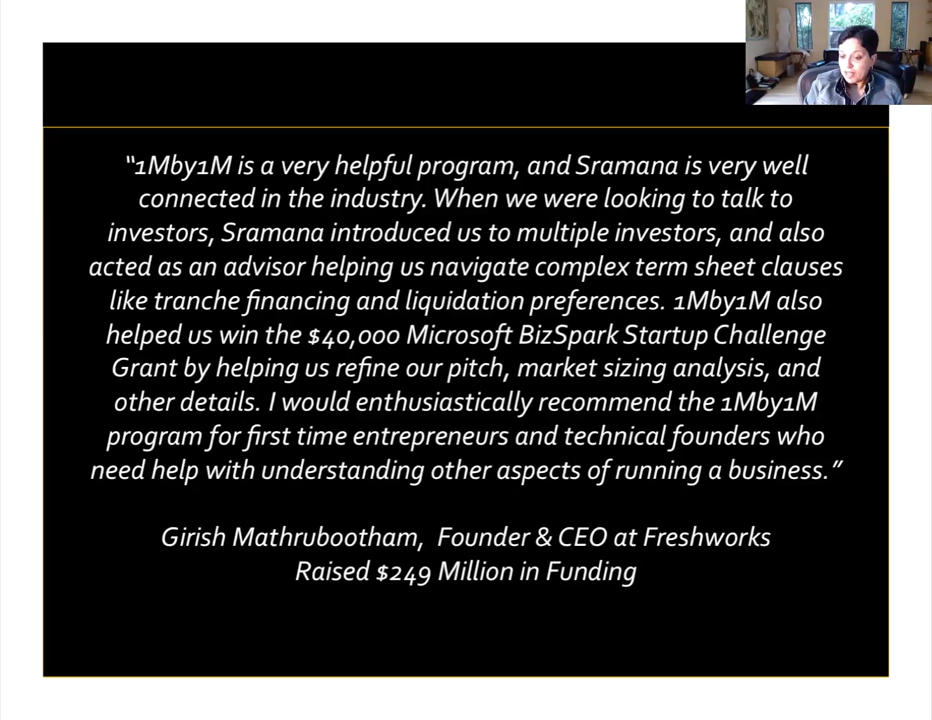 “1Mby1M is a very helpful program, and Sramana is very well
connected in the industry. When we were looking to talk to
investors, Sramana introduced us to multiple investors, and also
acted as an advisor helping us navigate complex term sheet clauses
like tranche financing and liquidation preferences. 1Mby1M also
helped us win the $40,000 Microsoft BizSpark Startup Challenge
Grant by helping us refine our pitch, market sizing analysis, and
other details. I would enthusiastically recommend the 1Mby1M
program for first time entrepreneurs and technical founders who
need help with understanding other aspects of running a business.”
Girish Mathrubootham, Founder & CEO at Freshworks
Raised $249 Million in Funding